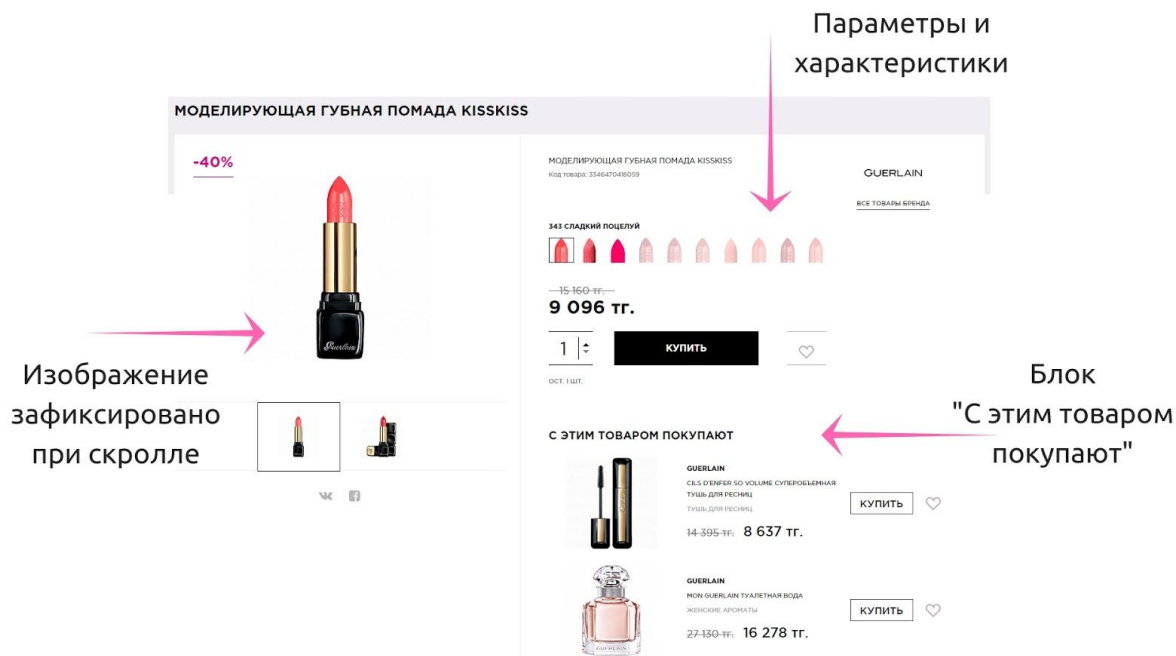 Параметры и
характеристики
МОДЕЛИРУЮЩАЯ ГУБНАЯ ПОМАДА KISSKISS
-40%
МОДЕЛИРУЮЩАЯ ГУБНАЯ ПОМАДА KISSKISS
Код товара: 3346470418059
GUERLAIN
ВСЕ ТОВАРЫ БРЕНДА
343 СЛАДКИЙ ПОЦЕЛУЙ
15 160 тг.
9 096 тг.
1
КУПИТЬ
ОСТ. 1 ШТ.
Guerlain
Изображение
зафиксировано
при скролле
Блок
"С этим товаром
покупают"
С ЭТИМ ТОВАРОМ ПОКУПАЮТ
GUERLAIN
CILS D'ENFER SO VOLUME СУПЕРОБЪЕМНАЯ
ТУШЬ ДЛЯ РЕСНИЦ
ТУШЬ ДЛЯ РЕСНИЦ
14 395 тг. 8 637 тг.
КУПИТЬ
GUERLAIN
MON GUERLAIN ТУАЛЕТНАЯ ВОДА
ЖЕНСКИЕ АРОМАТЫ
27 130 тг. 16 278 тг.
КУПИТЬ
GUERLAIN